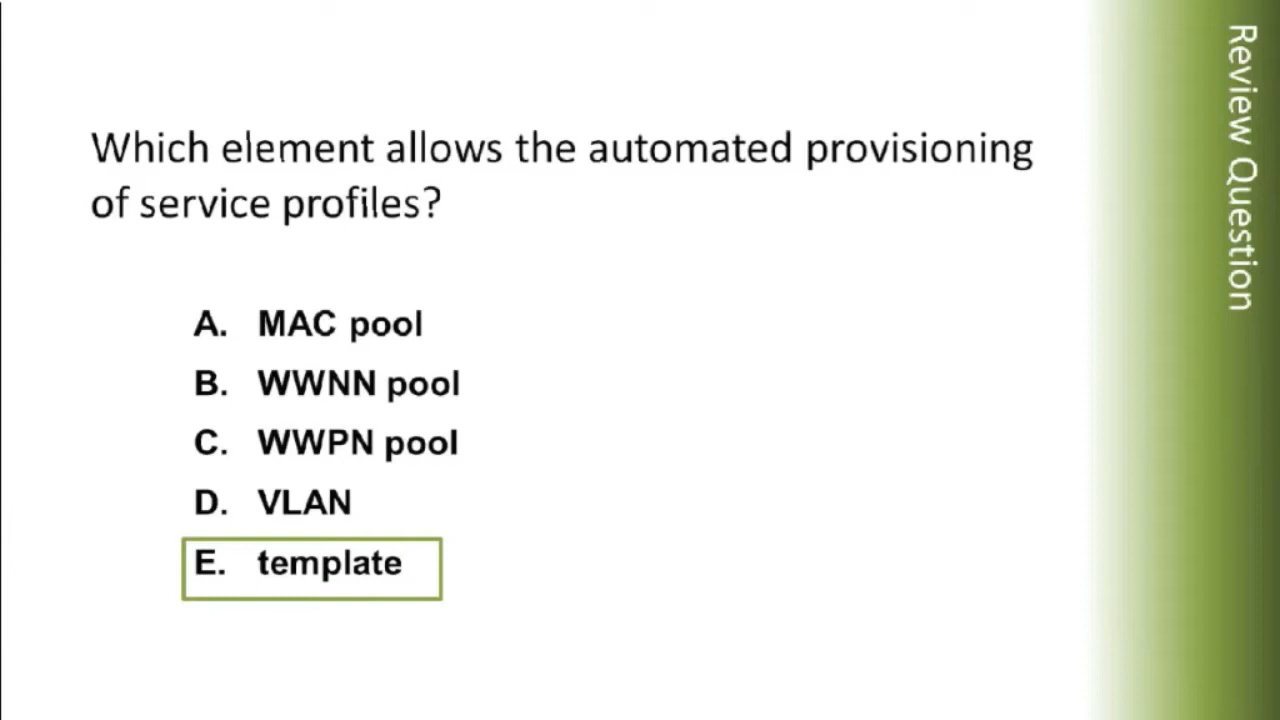 Which element allows the automated provisioning
of service profiles?
A. MAC pool
B. WWNN pool
C. WWPN pool
D. VLAN
E. template
Review Question